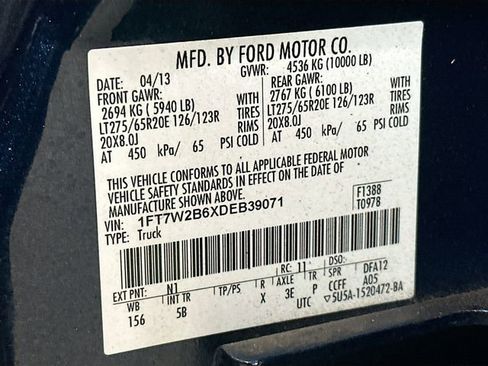 MFD. BY FORD MOTOR CO.
DATE: 04/13 GVWR: 4536 KG (10000 LB)
FRONT GAWR: REAR GAWR:
2694 KG ( 5940 LB) 2767 KG ( 6100 LB)
LT275/65R20E 126/123R TIRES LT275/65R20E 126/123R TIRES
20X8.0J RIMS 20X8.0J RIMS
AT 450 kPa/ 65 PSI COLD AT 450 kPa/ 65 PSI COLD
THIS VEHICLE CONFORMS TO ALL APPLICABLE FEDERAL MOTOR
VEHICLE SAFETY STANDARDS IN EFFECT ON THE DATE OF
MANUFACTURE SHOWN ABOVE.
VIN: 1FT7W2B6XDEB39071 F1388
TYPE: Truck T0978
EXT PNT: N1 RC: 11 DSO:
WB INT TR TP/PS R AXLE TR SPR DFA12
156 5B X 3E P CCFF A05
UTC ▽5U5A-1520472-BA